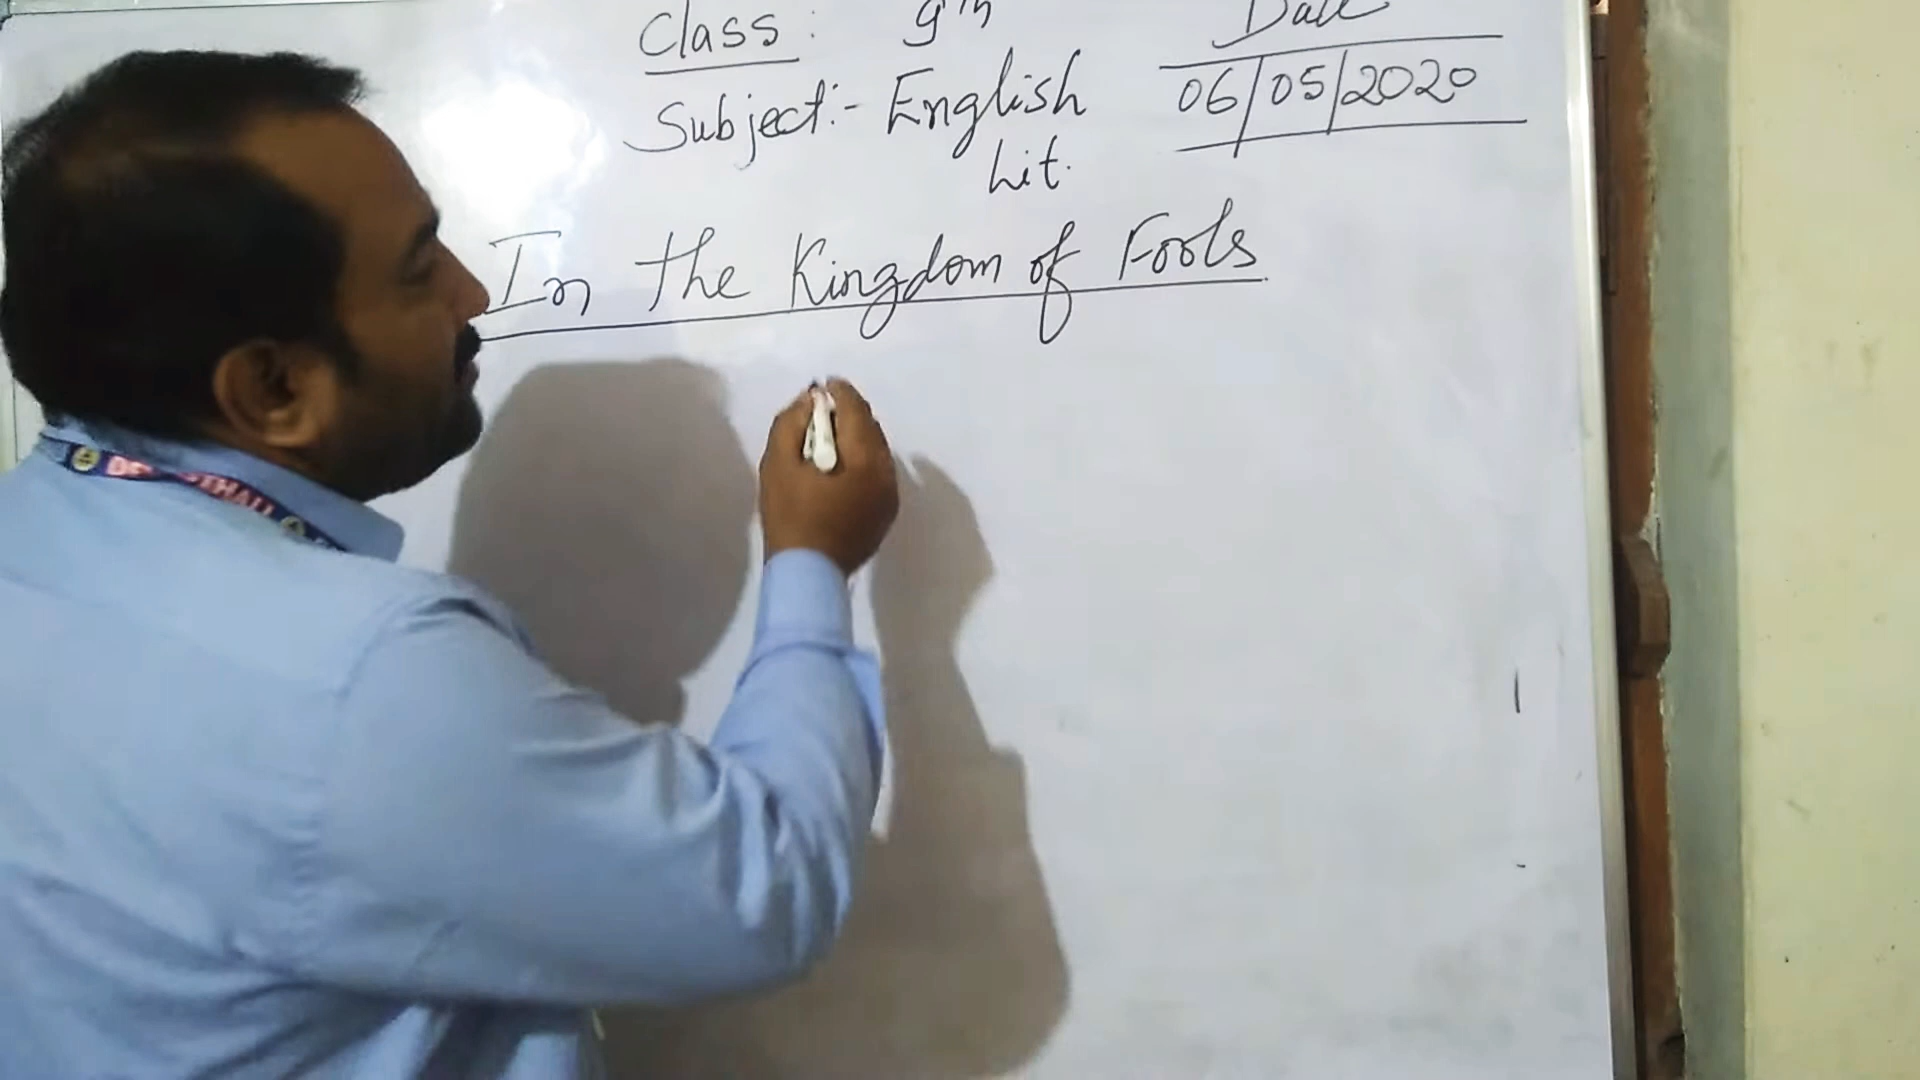 Class : 9th
Date
Subject:- English
Lit.
06/05/2020
In The Kingdom of Fools